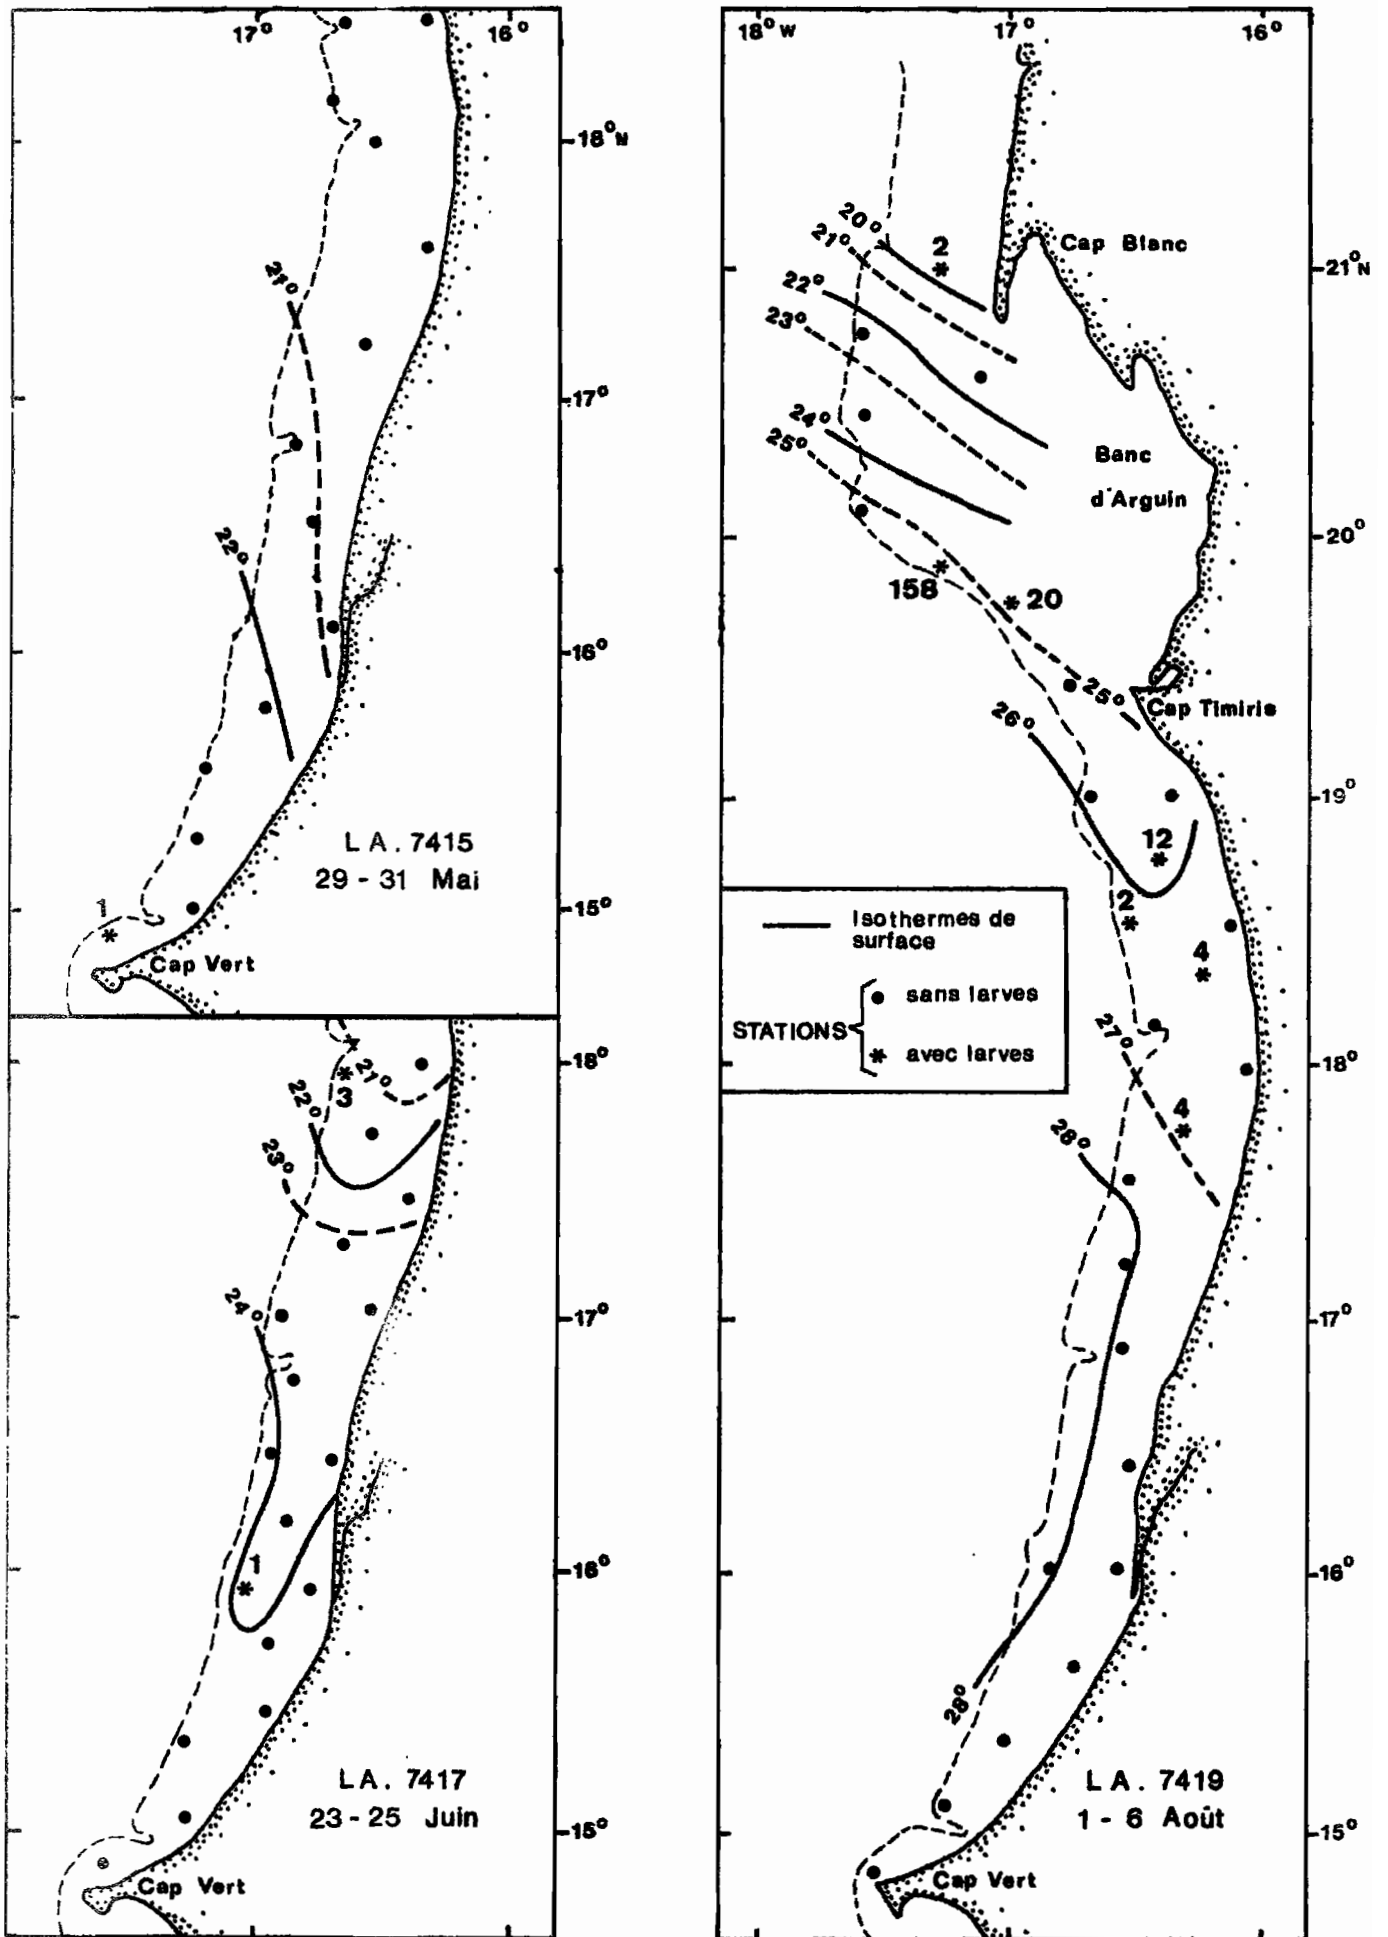 17° 16°
18°N
21°
17°
22°
16°
L A. 7415
29 - 31 Mai
15°
1
Cap Vert
18°
21°
3
22°
23°
17°
24°
16°
1
L A. 7417
23 - 25 Juin
15°
Cap Vert
18°W 17° 16°
20°
2
Cap Blanc
21°
21°N
22°
23°
24°
25°
Banc
d'Arguin
20°
158
20
25°
Cap Timiris
26°
19°
12
2
4
Isothermes de
surface
sans larves
STATIONS
avec larves
27°
18°
4
28°
17°
16°
28°
L A. 7419
1 - 6 Août
15°
Cap Vert